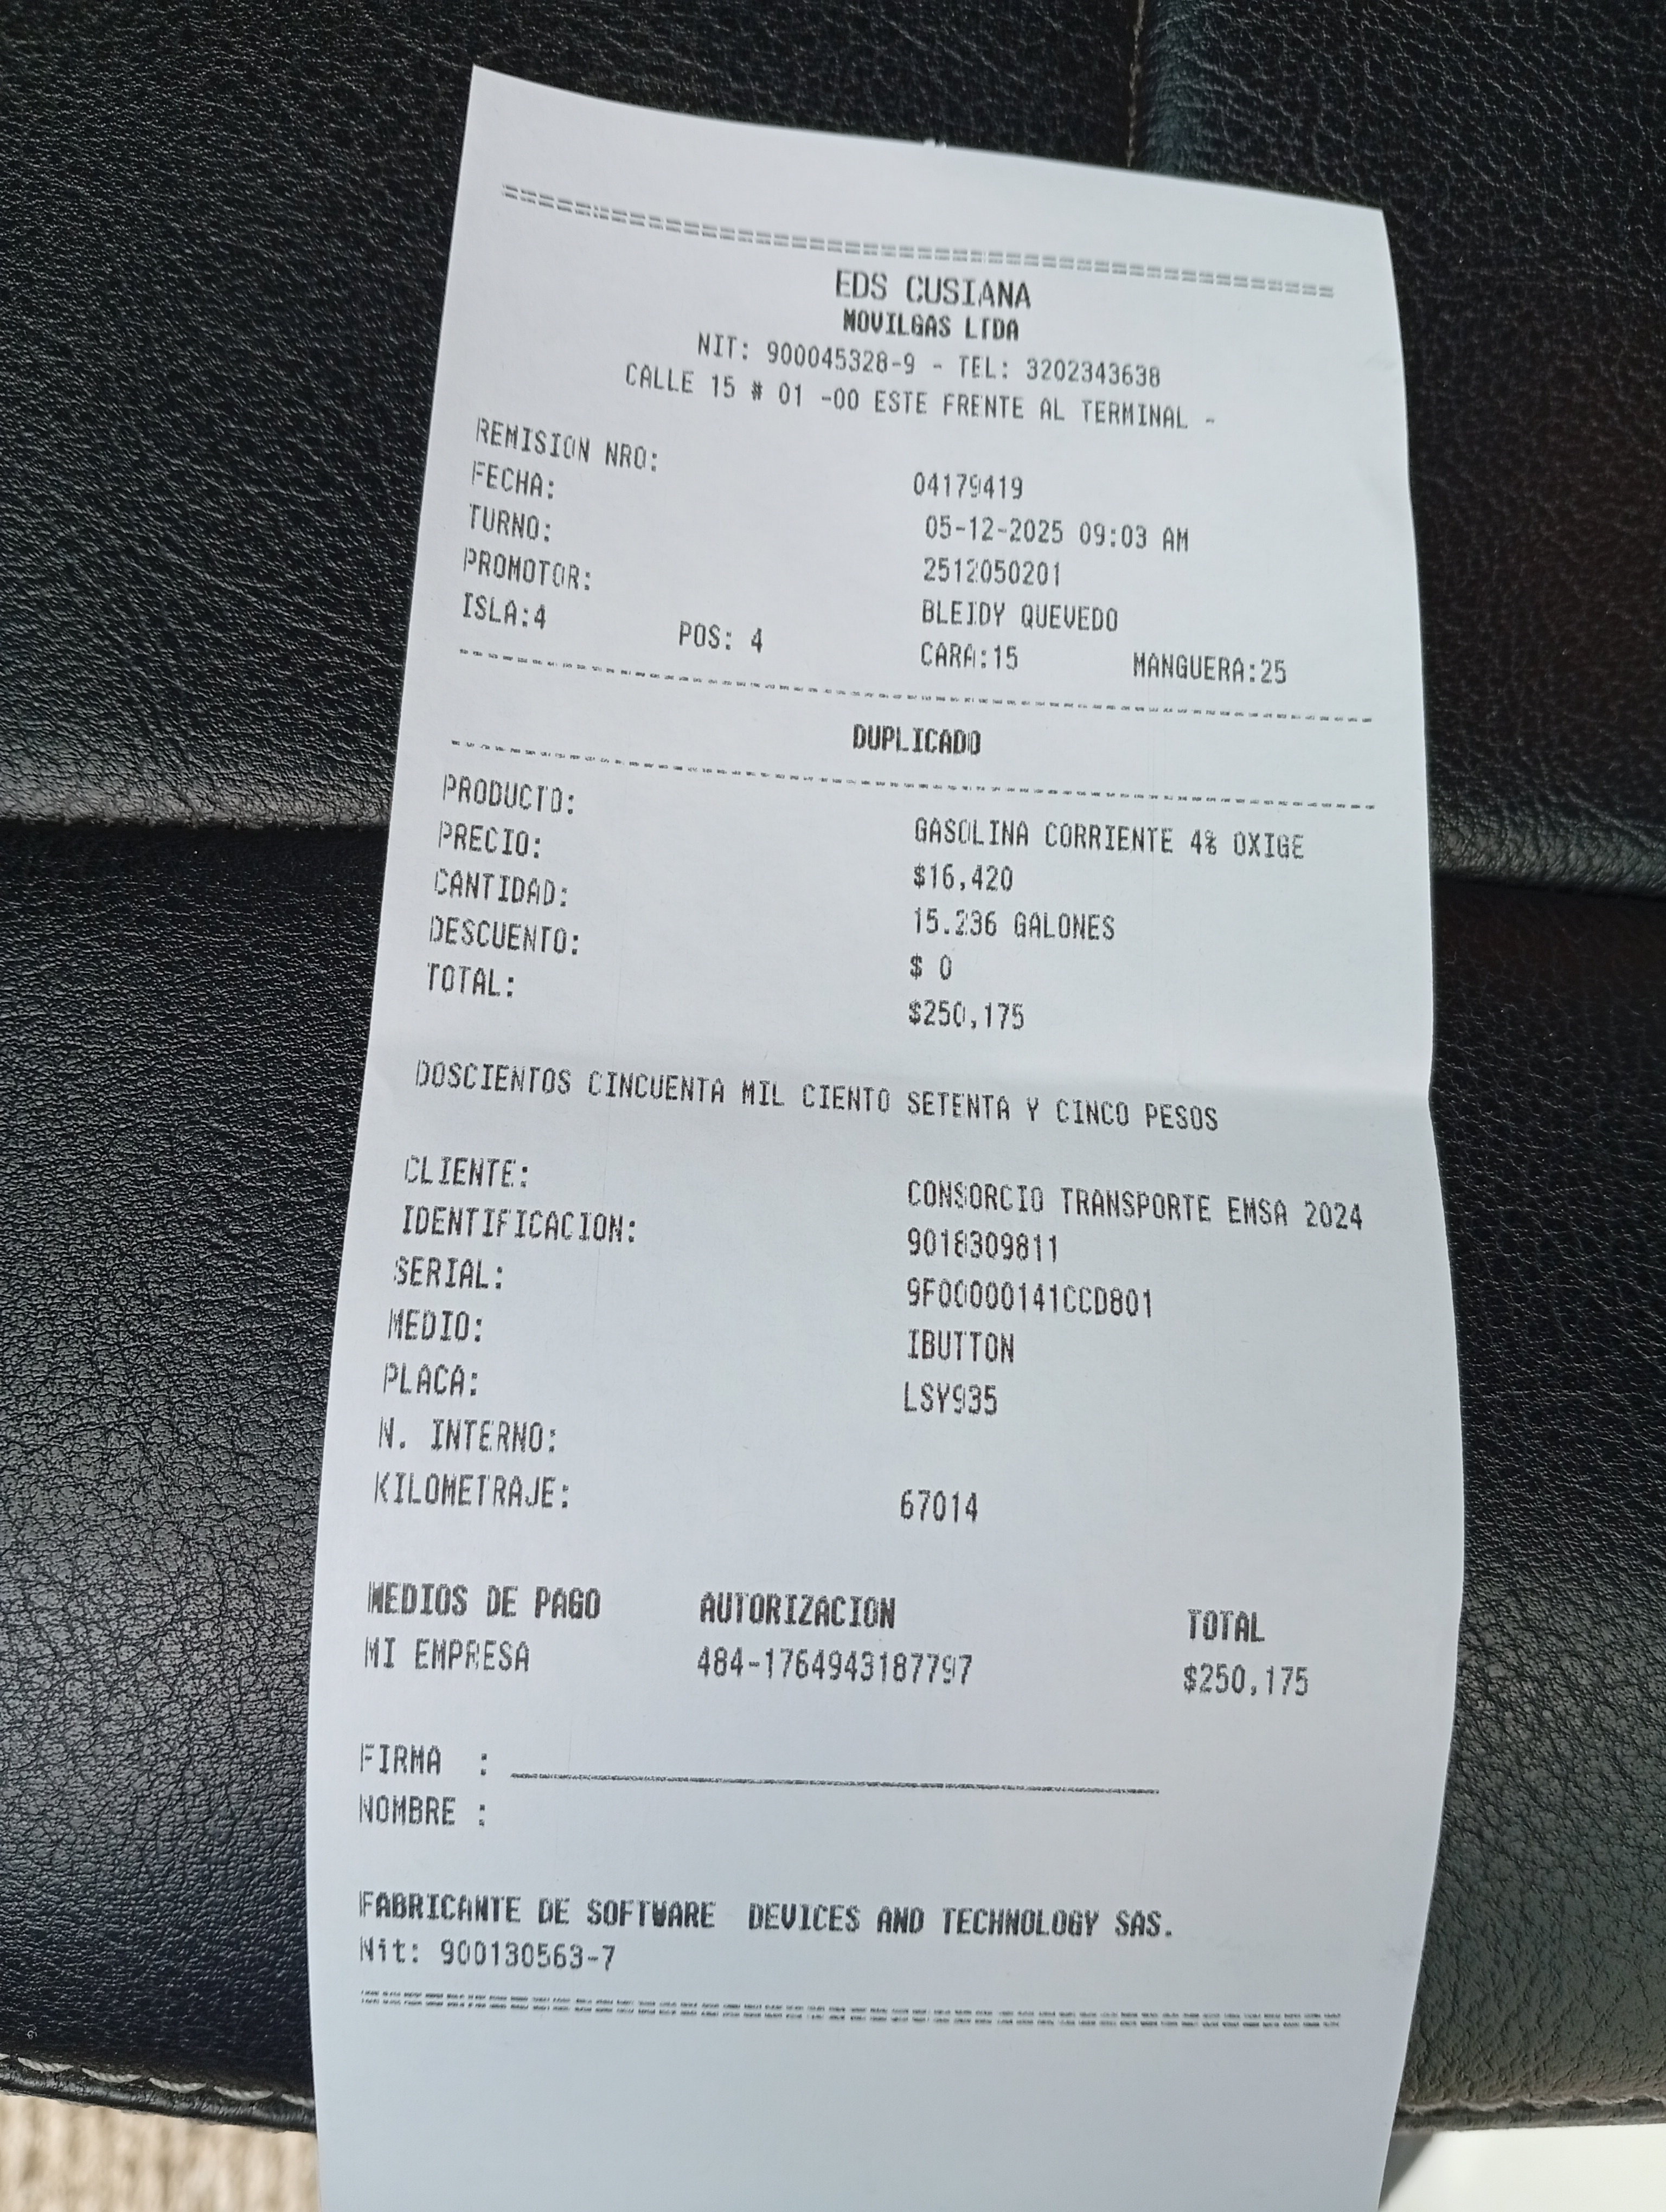 ================================================
EDS CUSIANA
MOVILGAS LTDA
NIT: 900045328-9 - TEL: 3202343638
CALLE 15 # 01 -00 ESTE FRENTE AL TERMINAL -
REMISION NRO: 04179419
FECHA: 05-12-2025 09:03 AM
TURNO: 2512050201
PROMOTOR: BLEIDY QUEVEDO
ISLA:4 POS: 4 CARA:15 MANGUERA:25
------------------------------------------------
DUPLICADO
------------------------------------------------
PRODUCTO: GASOLINA CORRIENTE 4% OXIGE
PRECIO: $16,420
CANTIDAD: 15.236 GALONES
DESCUENTO: $ 0
TOTAL: $250,175
DOSCIENTOS CINCUENTA MIL CIENTO SETENTA Y CINCO PESOS
CLIENTE: CONSORCIO TRANSPORTE EMSA 2024
IDENTIFICACION: 9018309811
SERIAL: 9F00000141CCD801
MEDIO: IBUTTON
PLACA: LSY935
N. INTERNO:
KILOMETRAJE: 67014
MEDIOS DE PAGO AUTORIZACION TOTAL
MI EMPRESA 484-1764943187797 $250,175
FIRMA : ______________________________
NOMBRE :
FABRICANTE DE SOFTWARE DEVICES AND TECHNOLOGY SAS.
Nit: 900130563-7
================================================